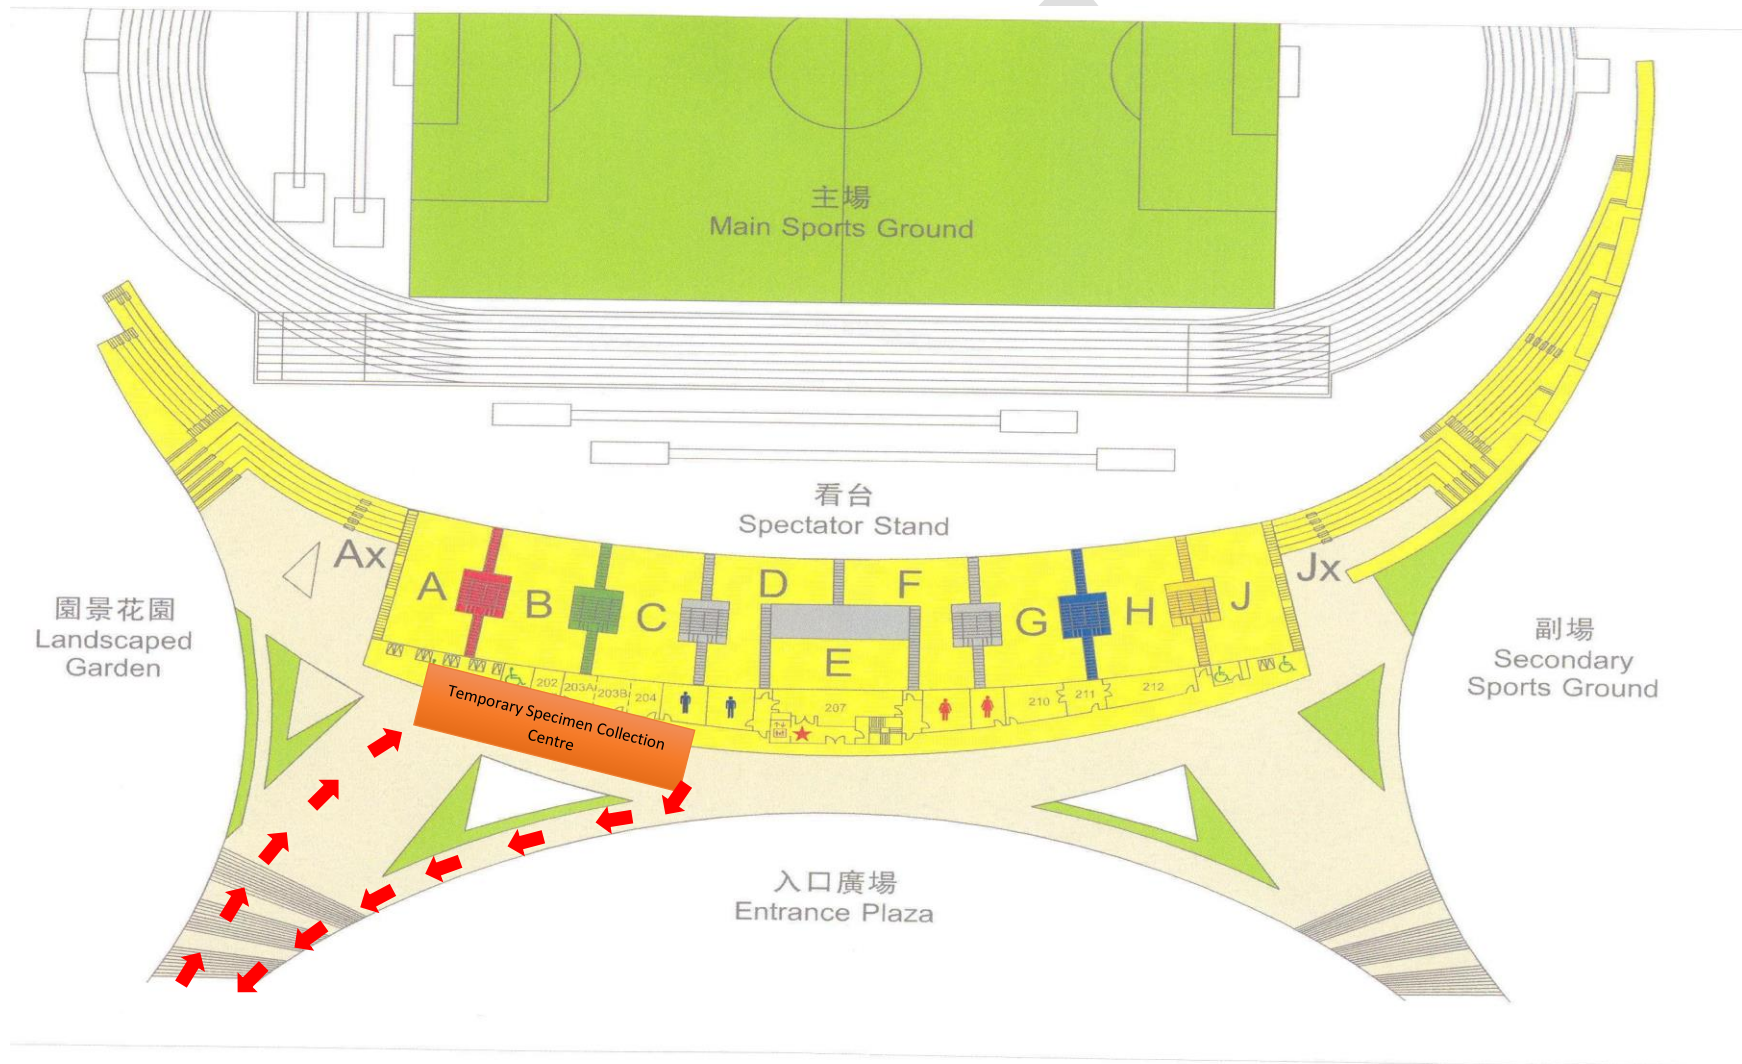 主場
Main Sports Ground
看台
Spectator Stand
Ax
A
B
C
D
E
F
G
H
J
Jx
園景花園
Landscaped
Garden
副場
Secondary
Sports Ground
202
203A
203B
204
207
210
211
212
Temporary Specimen Collection
Centre
入口廣場
Entrance Plaza